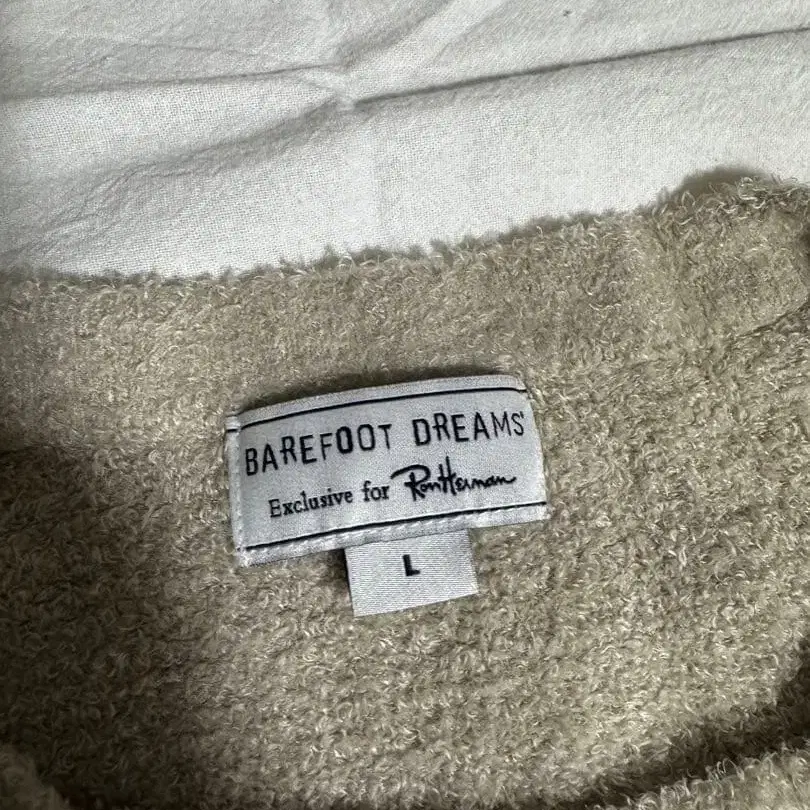 BAREFOOT DREAMS
Exclusive for Ron Herman
L